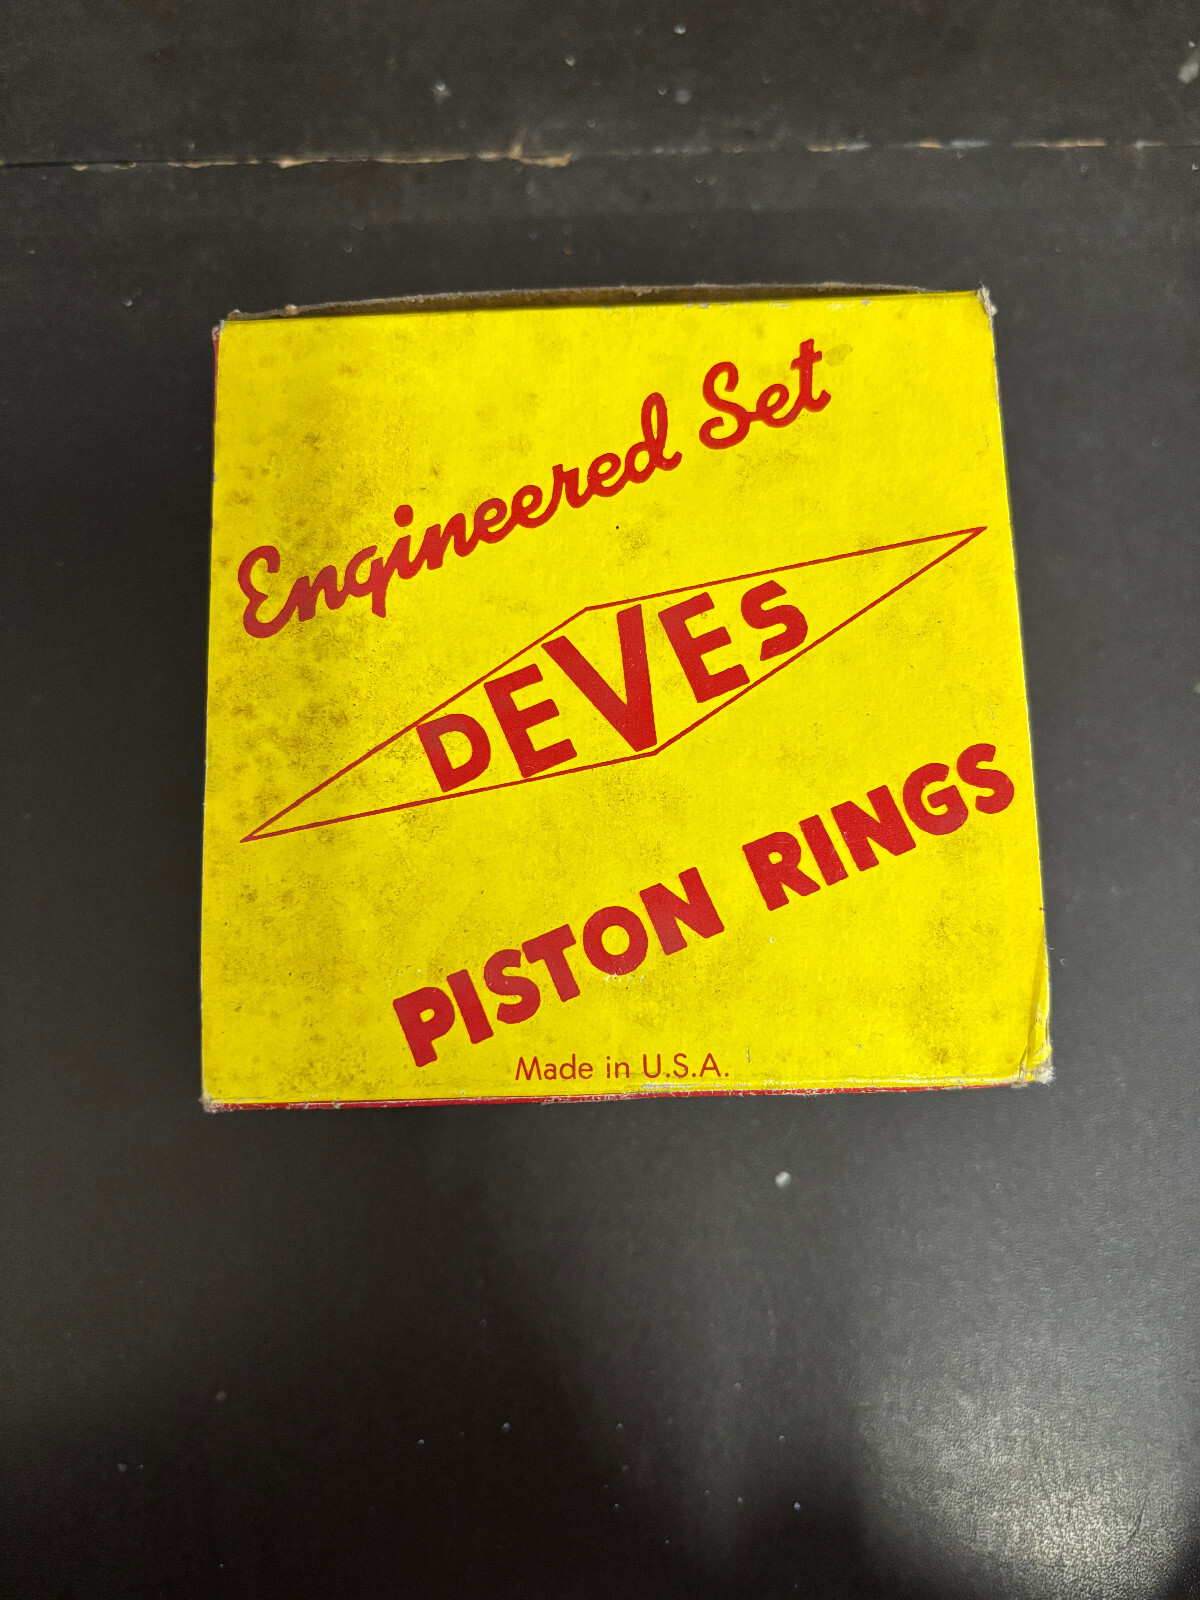 Engineered Set
DEVES
PISTON RINGS
Made in U.S.A.